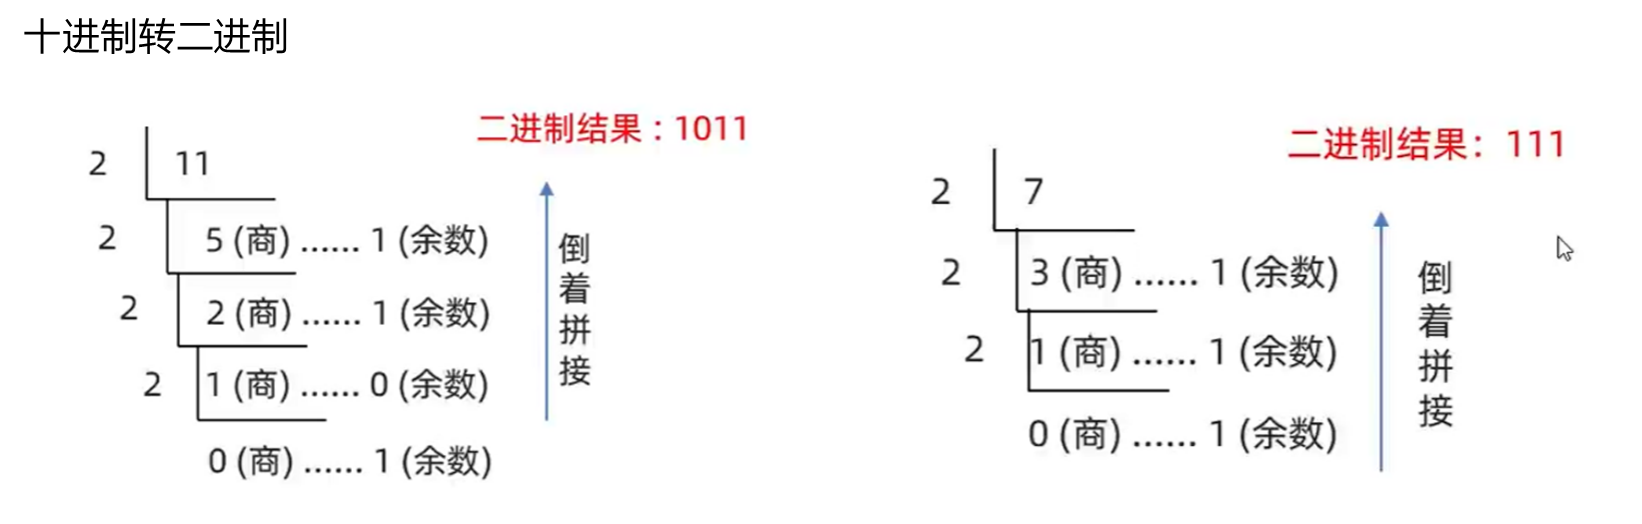 十进制转二进制
二进制结果：1011
2 11
2 5 (商) …… 1 (余数)
2 2 (商) …… 1 (余数)
2 1 (商) …… 0 (余数)
0 (商) …… 1 (余数)
倒着拼接
二进制结果：111
2 7
2 3 (商) …… 1 (余数)
2 1 (商) …… 1 (余数)
0 (商) …… 1 (余数)
倒着拼接